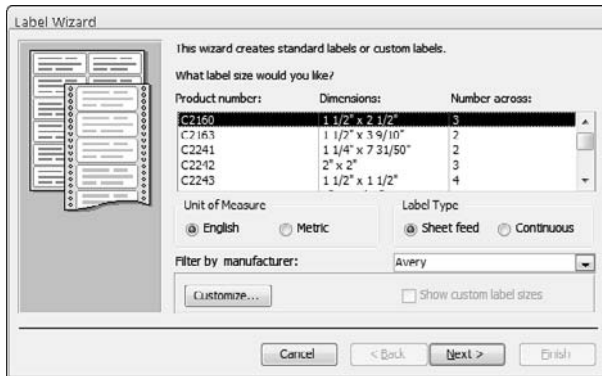 Label Wizard
This wizard creates standard labels or custom labels.
What label size would you like?
Product number: Dimensions: Number across:
C2160 1 1/2" x 2 1/2" 3
C2163 1 1/2" x 3 9/10" 2
C2241 1 1/4" x 7 31/50" 2
C2242 2" x 2" 3
C2243 1 1/2" x 1 1/2" 4
Unit of Measure Label Type
English Metric Sheet feed Continuous
Filter by manufacturer: Avery
Customize... Show custom label sizes
Cancel < Back Next > Finish